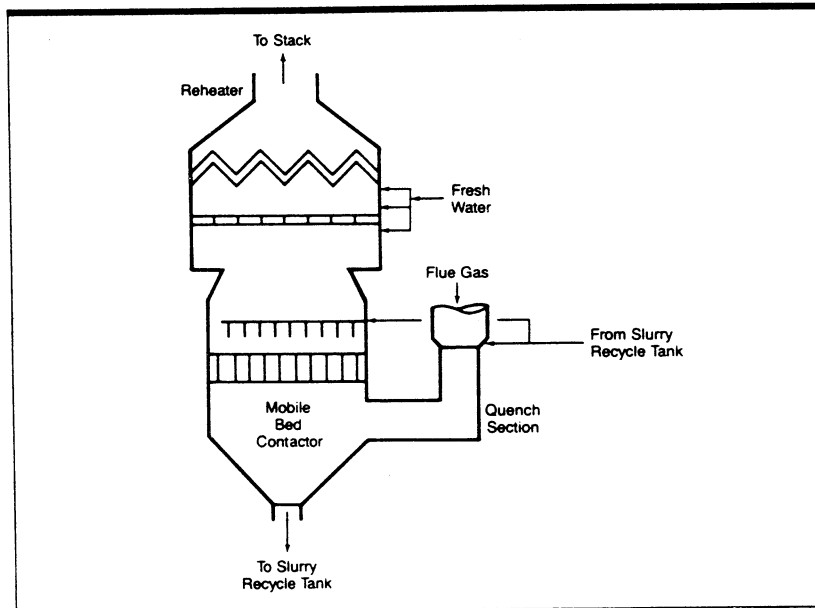 To Stack
Reheater
Fresh
Water
Flue Gas
From Slurry
Recycle Tank
Mobile
Bed
Contactor
Quench
Section
To Slurry
Recycle Tank